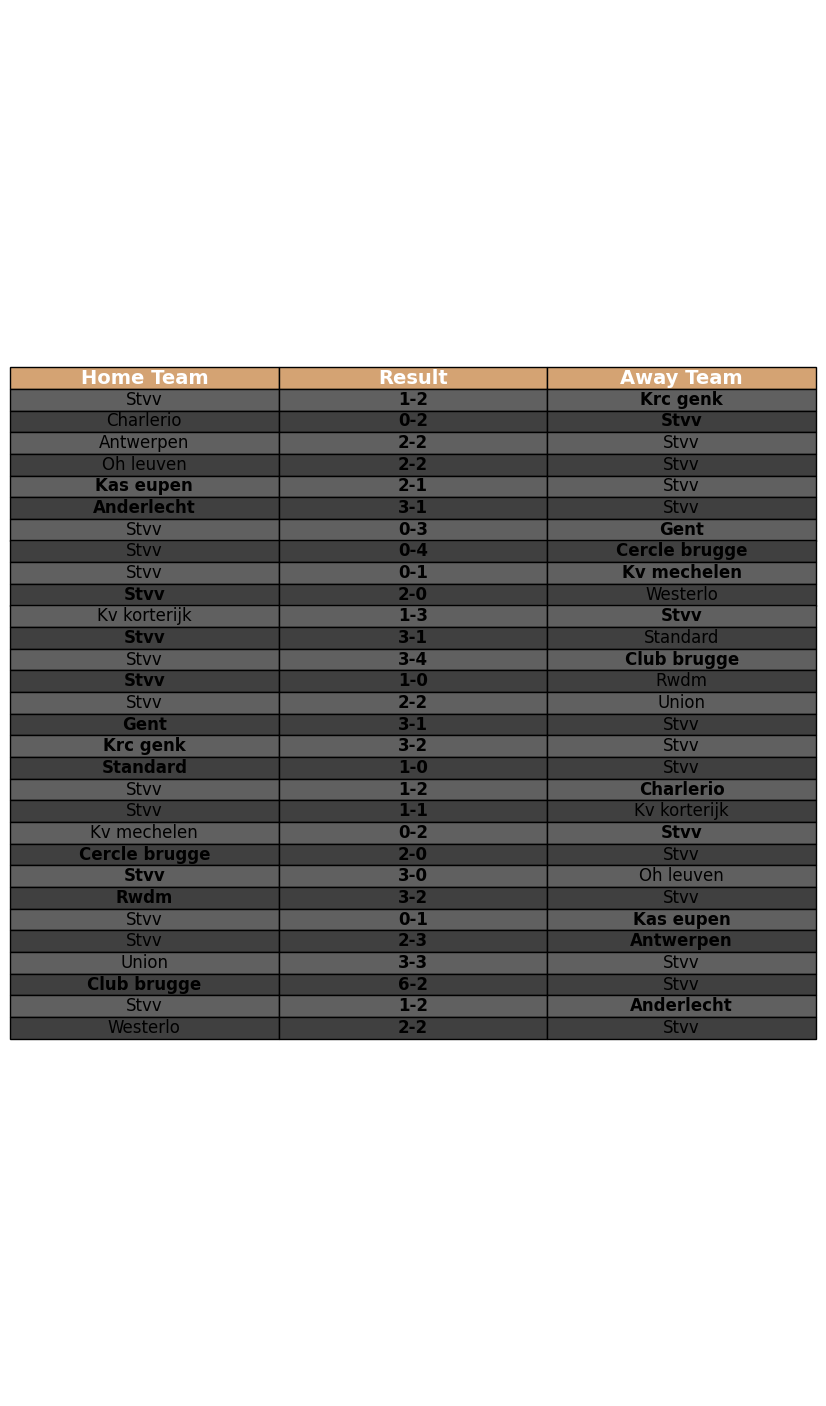 Home Team Result Away Team
Stvv 1-2 Krc genk
Charlerio 0-2 Stvv
Antwerpen 2-2 Stvv
Oh leuven 2-2 Stvv
Kas eupen 2-1 Stvv
Anderlecht 3-1 Stvv
Stvv 0-3 Gent
Stvv 0-4 Cercle brugge
Stvv 0-1 Kv mechelen
Stvv 2-0 Westerlo
Kv korterijk 1-3 Stvv
Stvv 3-1 Standard
Stvv 3-4 Club brugge
Stvv 1-0 Rwdm
Stvv 2-2 Union
Gent 3-1 Stvv
Krc genk 3-2 Stvv
Standard 1-0 Stvv
Stvv 1-2 Charlerio
Stvv 1-1 Kv korterijk
Kv mechelen 0-2 Stvv
Cercle brugge 2-0 Stvv
Stvv 3-0 Oh leuven
Rwdm 3-2 Stvv
Stvv 0-1 Kas eupen
Stvv 2-3 Antwerpen
Union 3-3 Stvv
Club brugge 6-2 Stvv
Stvv 1-2 Anderlecht
Westerlo 2-2 Stvv